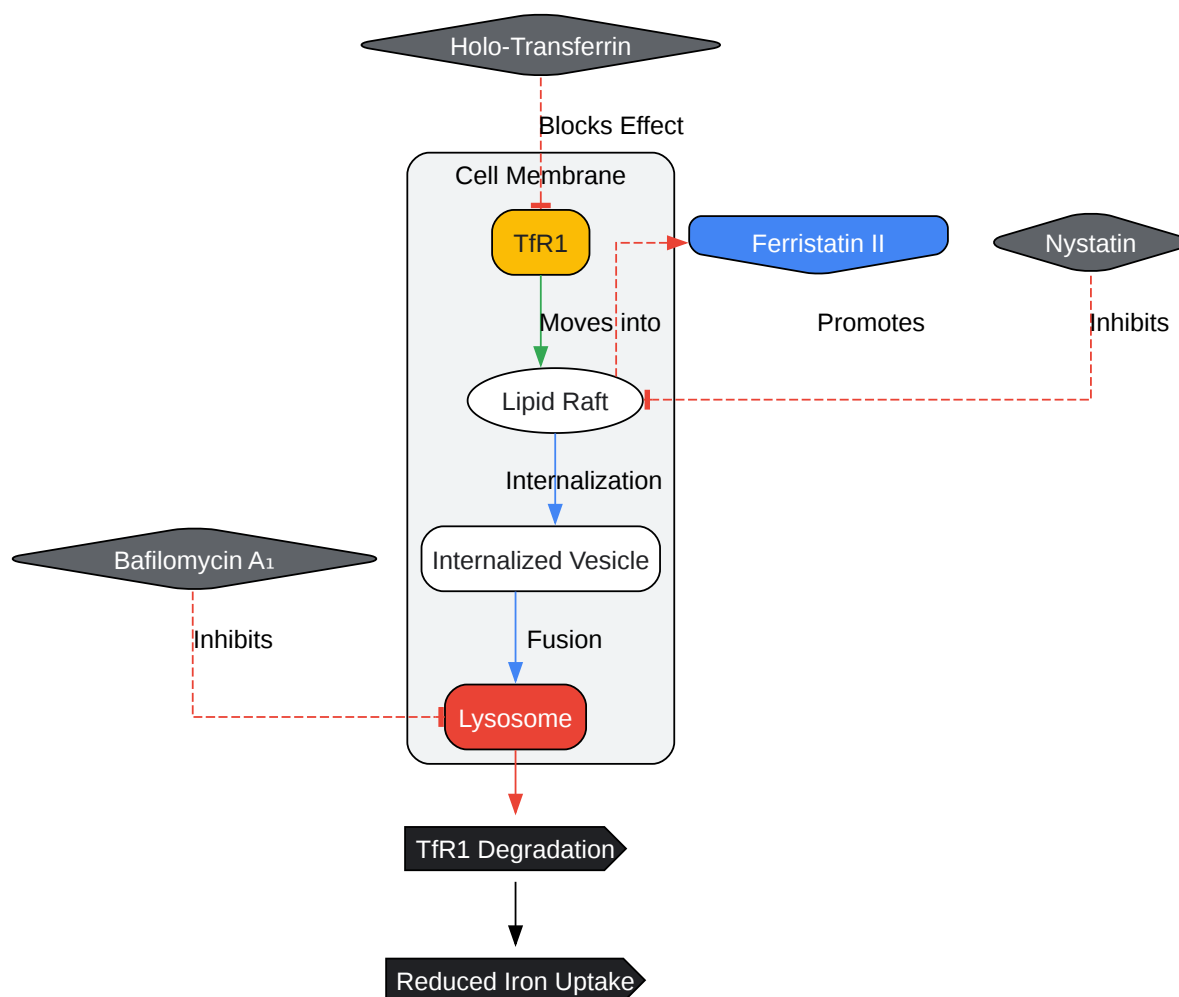 Holo-Transferrin
Blocks Effect
Cell Membrane
TfR1
Ferristatin II
Nystatin
Moves into
Promotes
Inhibits
Lipid Raft
Internalization
Bafilomycin A₁
Internalized Vesicle
Inhibits
Fusion
Lysosome
TfR1 Degradation
Reduced Iron Uptake